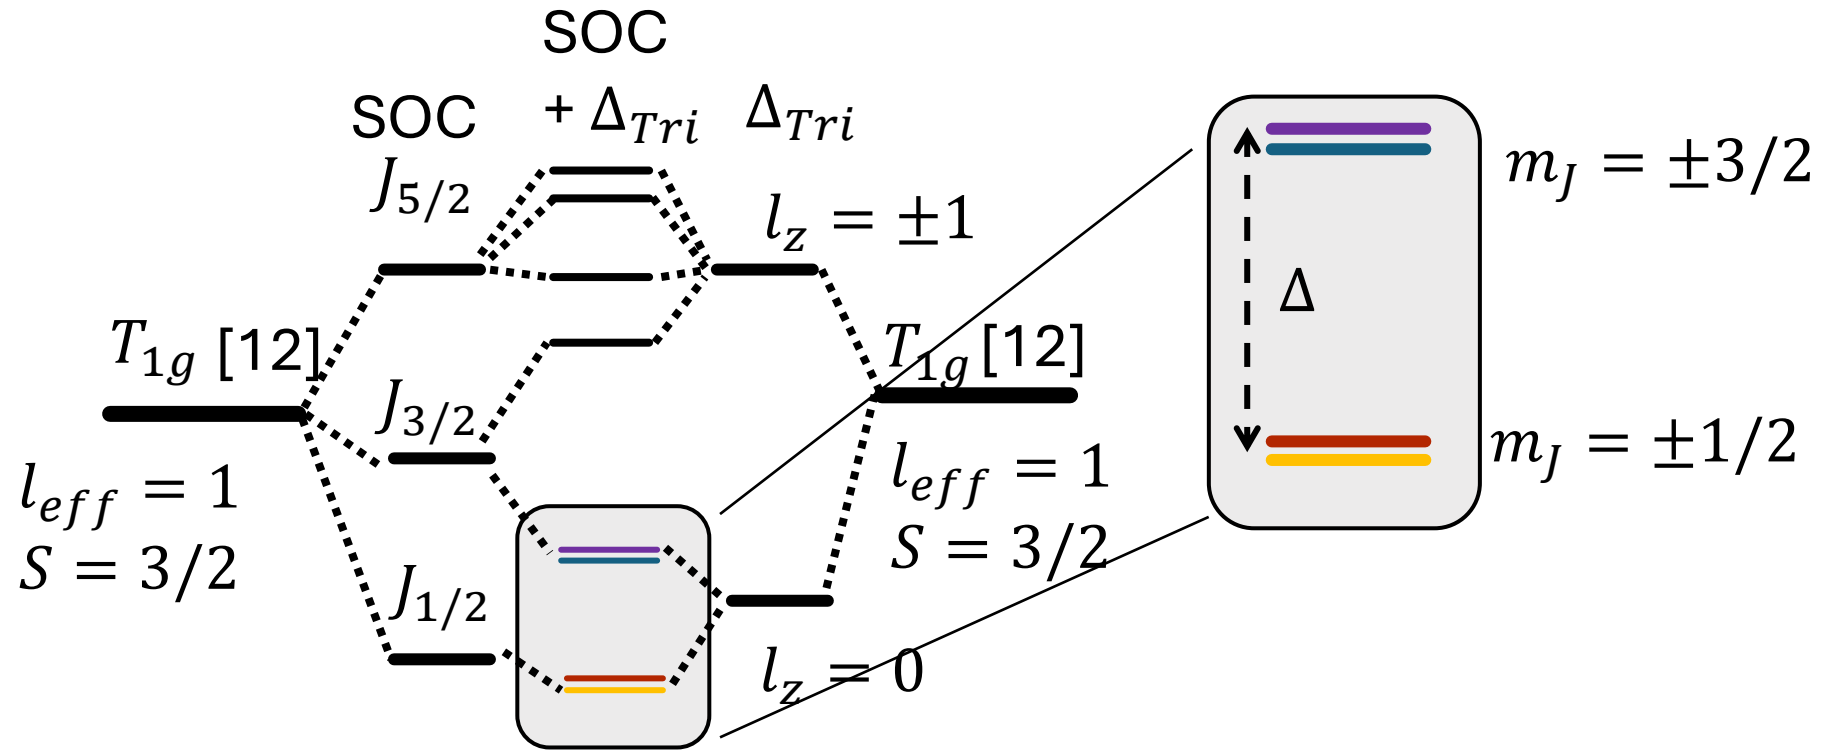 SOC
SOC + Δ_Tri
Δ_Tri
J_5/2
l_z = ±1
T_1g [12]
J_3/2
l_eff = 1
S = 3/2
J_1/2
T_1g [12]
l_eff = 1
S = 3/2
l_z = 0
Δ
m_J = ±3/2
m_J = ±1/2